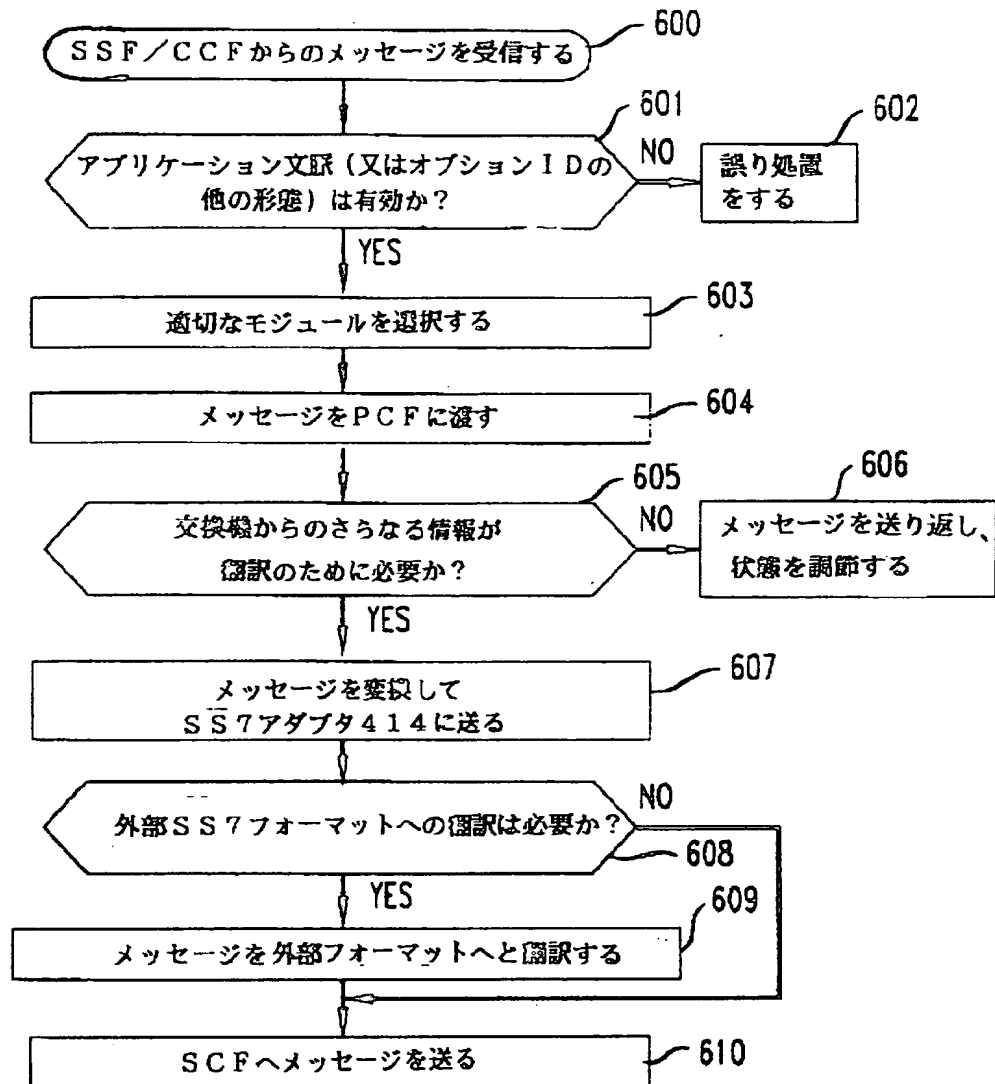 600
SSF/CCFからのメッセージを受信する
601
アプリケーション文脈(又はオプションIDの
他の形態)は有効か?
NO
602
誤り処置
をする
YES
603
適切なモジュールを選択する
メッセージをPCFに渡す
604
605
交換機からのさらなる情報が
翻訳のために必要か?
NO
606
メッセージを送り返し、
状態を調節する
YES
607
メッセージを変換して
SS7アダプタ414に送る
外部SS7フォーマットへの翻訳は必要か?
NO
608
YES
609
メッセージを外部フォーマットへと翻訳する
SCFへメッセージを送る
610